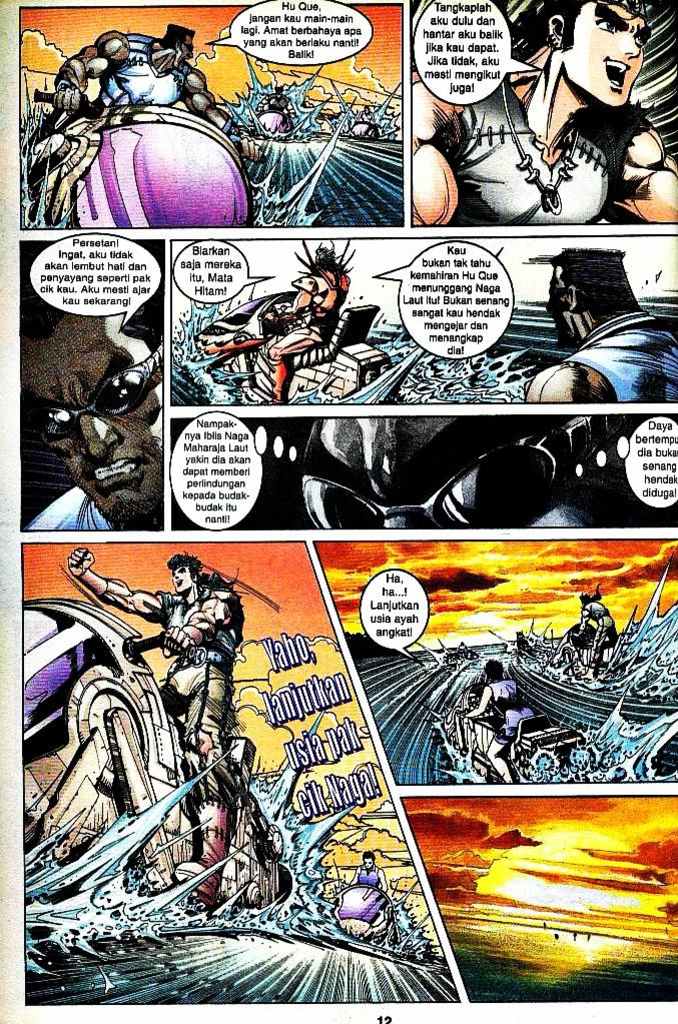 Hu Que,
jangan kau main-main
lagi. Amat berbahaya apa
yang akan berlaku nanti!
Balik!
Tangkaplah
aku dulu dan
hantar aku balik
jika kau dapat.
Jika tidak, aku
mesti mengikut
juga!
Persetan!
Ingat, aku tidak
akan lembut hati dan
penyayang seperti pak
cik kau. Aku mesti ajar
kau sekarang!
Biarkan
saja mereka
itu, Mata
Hitam!
Kau
bukan tak tahu
kemahiran Hu Que
menunggang Naga
Laut itu! Bukan senang
sangat kau hendak
mengejar dan
menangkap
dia!
Nampak-
nya Iblis Naga
Maharaja Laut
yakin dia akan
dapat memberi
perlindungan
kepada budak-
budak itu
nanti!
Daya
bertempu
dia buka
senang
hendak
diduga!
Yaho,
lanjutkan
usia pak
cik Naga!
Ha,
ha...!
Lanjutkan
usia ayah
angkat!
12